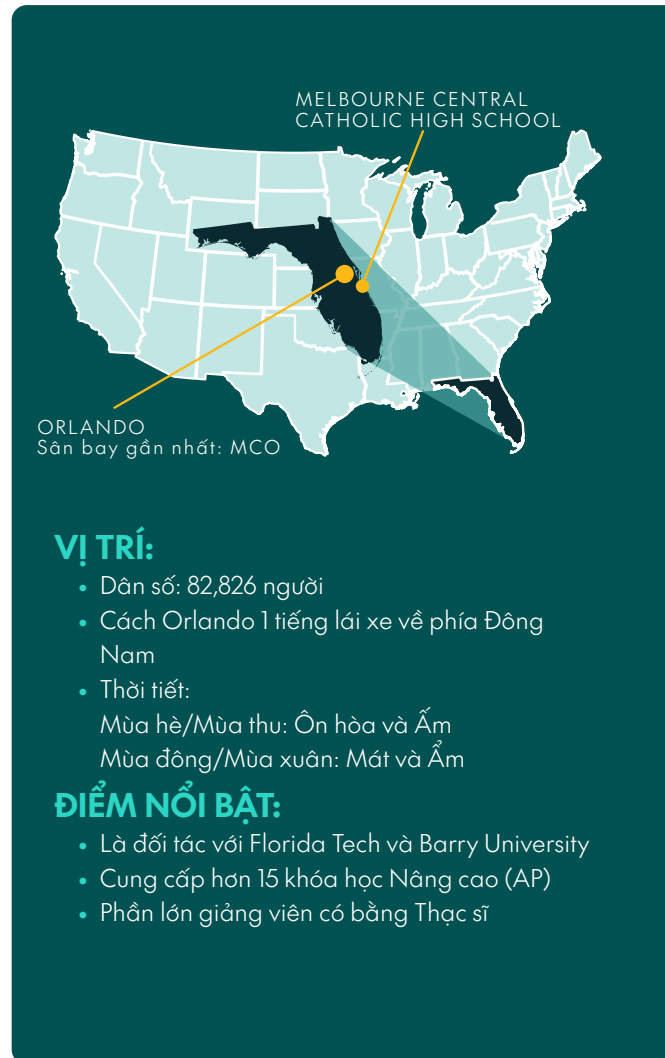 MELBOURNE CENTRAL
CATHOLIC HIGH SCHOOL
ORLANDO
Sân bay gần nhất: MCO
VỊ TRÍ:
• Dân số: 82,826 người
• Cách Orlando 1 tiếng lái xe về phía Đông
Nam
• Thời tiết:
Mùa hè/Mùa thu: Ôn hòa và Ấm
Mùa đông/Mùa xuân: Mát và Ẩm
ĐIỂM NỔI BẬT:
• Là đối tác với Florida Tech và Barry University
• Cung cấp hơn 15 khóa học Nâng cao (AP)
• Phần lớn giảng viên có bằng Thạc sĩ